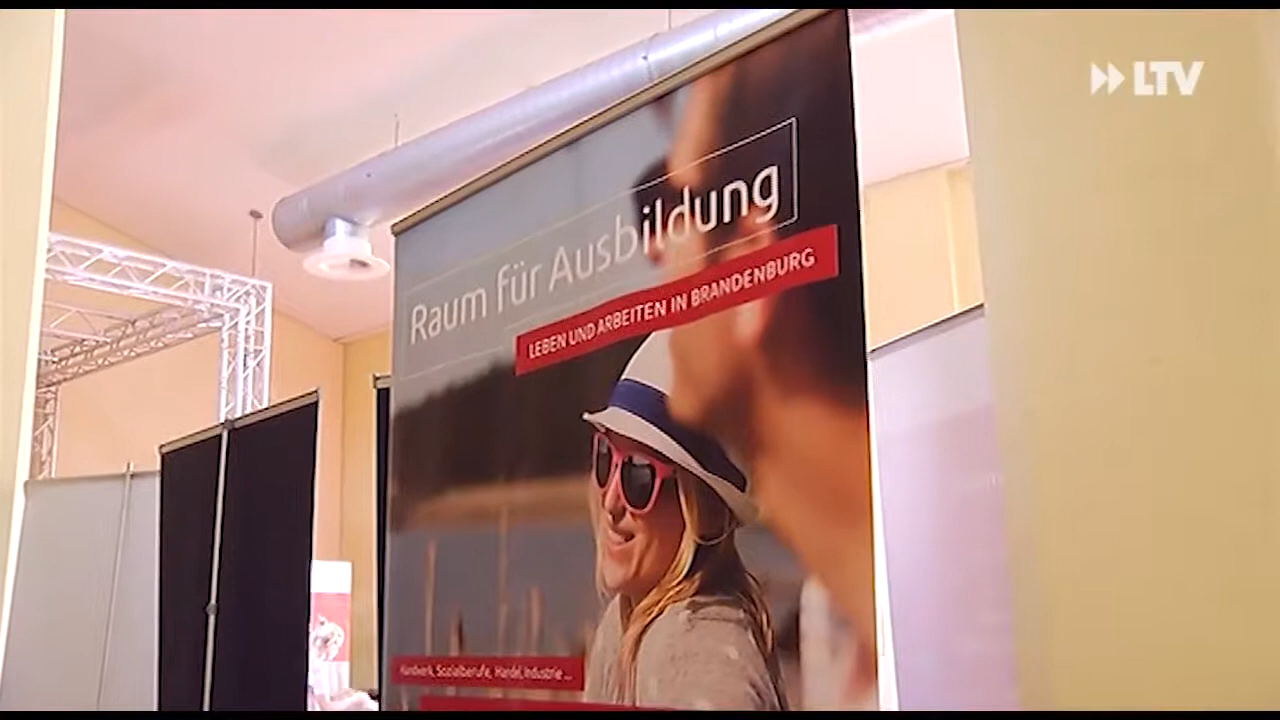 LTV
Raum für Ausbildung
LEBEN UND ARBEITEN IN BRANDENBURG
Handwerk, Sozialberufe, Handel, Industrie ...